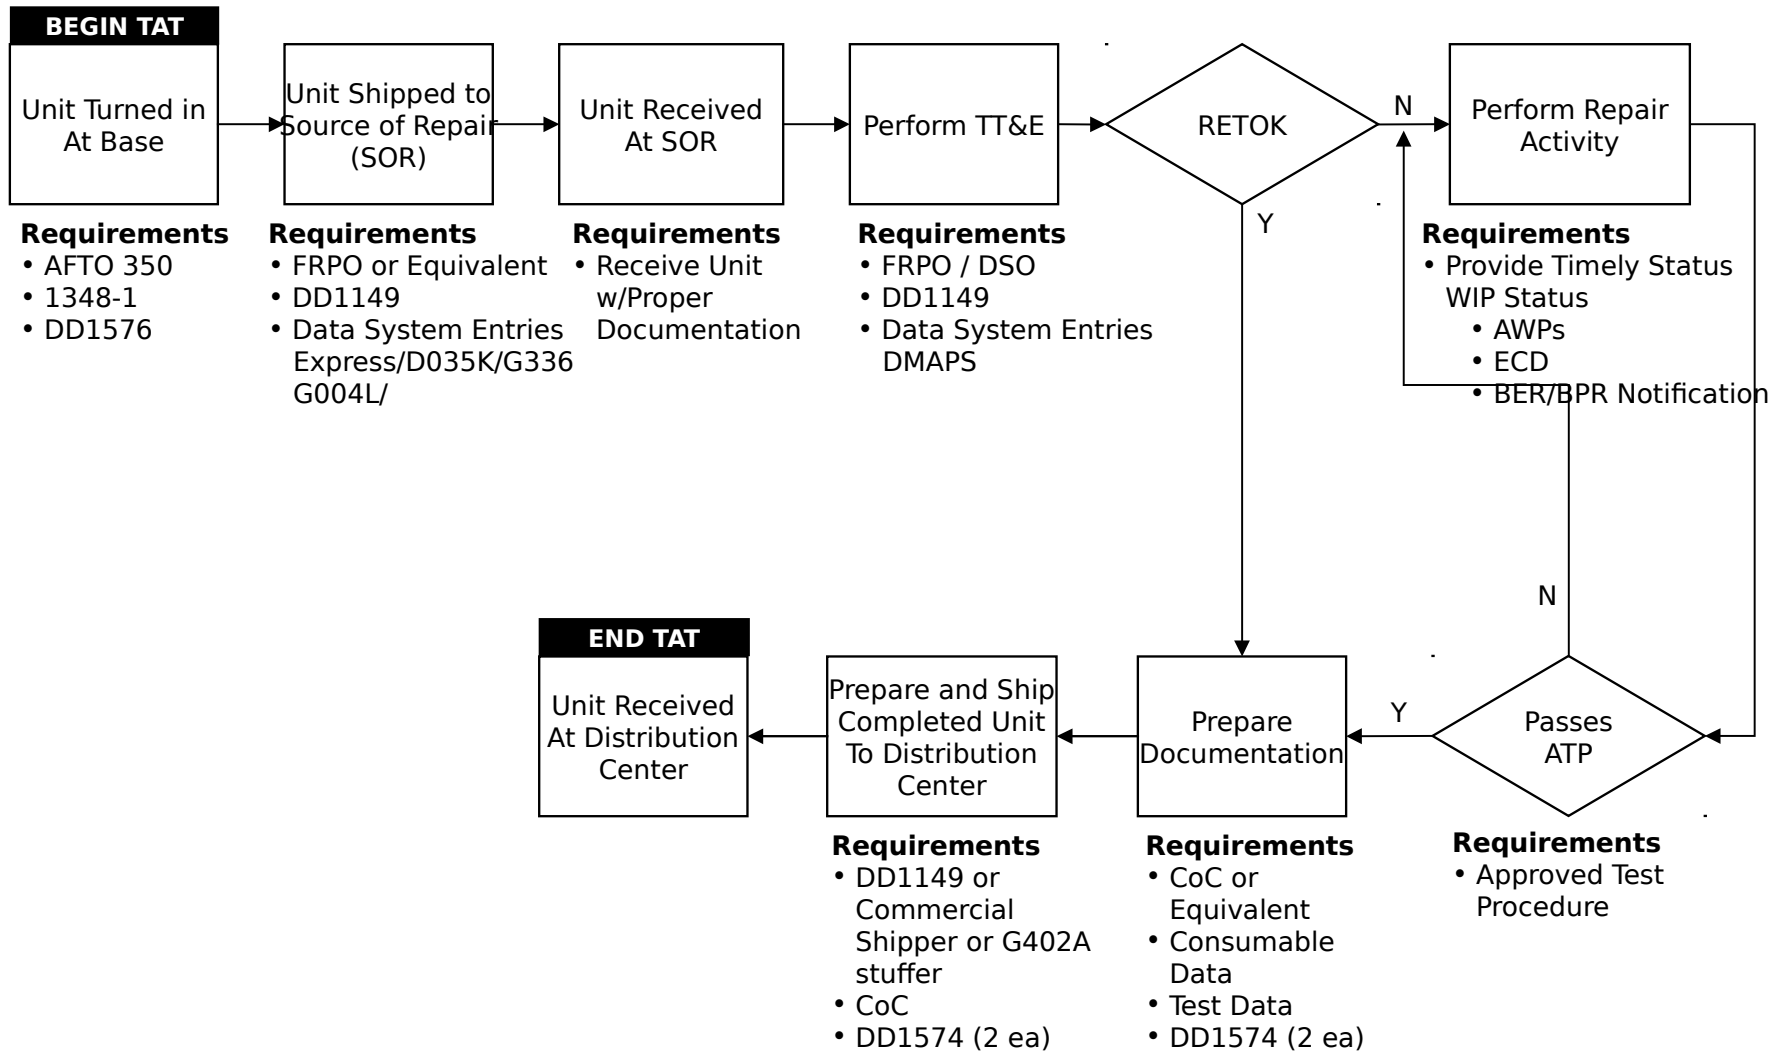 BEGIN TAT
Unit Turned in
At Base
Requirements
• AFTO 350
• 1348-1
• DD1576
Unit Shipped to
Source of Repair
(SOR)
Requirements
• FRPO or Equivalent
• DD1149
• Data System Entries
Express/D035K/G336
G004L/
Unit Received
At SOR
Requirements
• Receive Unit
w/Proper
Documentation
Perform TT&E
Requirements
• FRPO / DSO
• DD1149
• Data System Entries
DMAPS
RETOK
N
Y
Perform Repair
Activity
Requirements
• Provide Timely Status
WIP Status
• AWPs
• ECD
• BER/BPR Notification
N
Passes
ATP
Y
Requirements
• Approved Test
Procedure
Prepare
Documentation
Requirements
• CoC or
Equivalent
• Consumable
Data
• Test Data
• DD1574 (2 ea)
Prepare and Ship
Completed Unit
To Distribution
Center
Requirements
• DD1149 or
Commercial
Shipper or G402A
stuffer
• CoC
• DD1574 (2 ea)
END TAT
Unit Received
At Distribution
Center